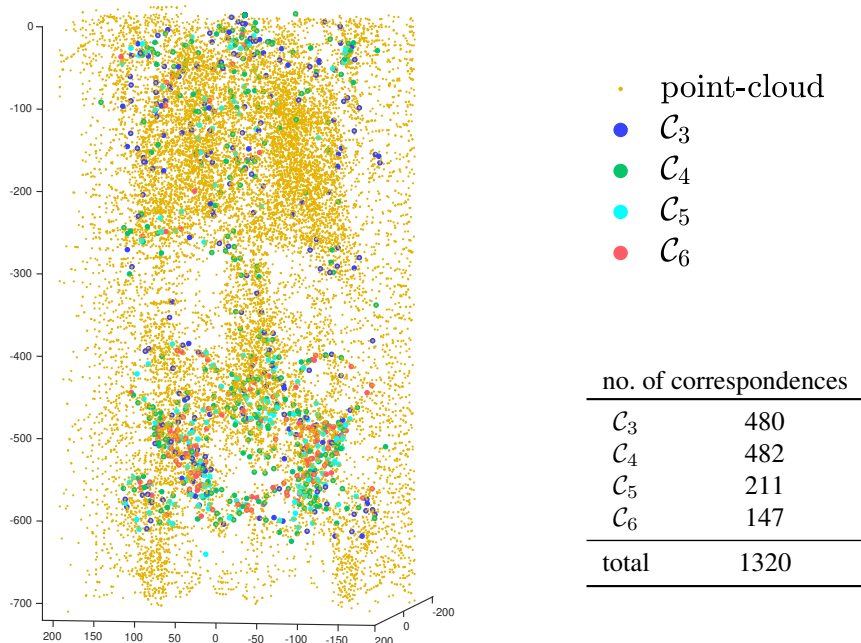 0
-100
-200
-300
-400
-500
-600
-700
200 150 100 50 0 -50 -100 -150 200
0
-200
point-cloud
𝒞₃
𝒞₄
𝒞₅
𝒞₆
no. of correspondences
𝒞₃ 480
𝒞₄ 482
𝒞₅ 211
𝒞₆ 147
total 1320